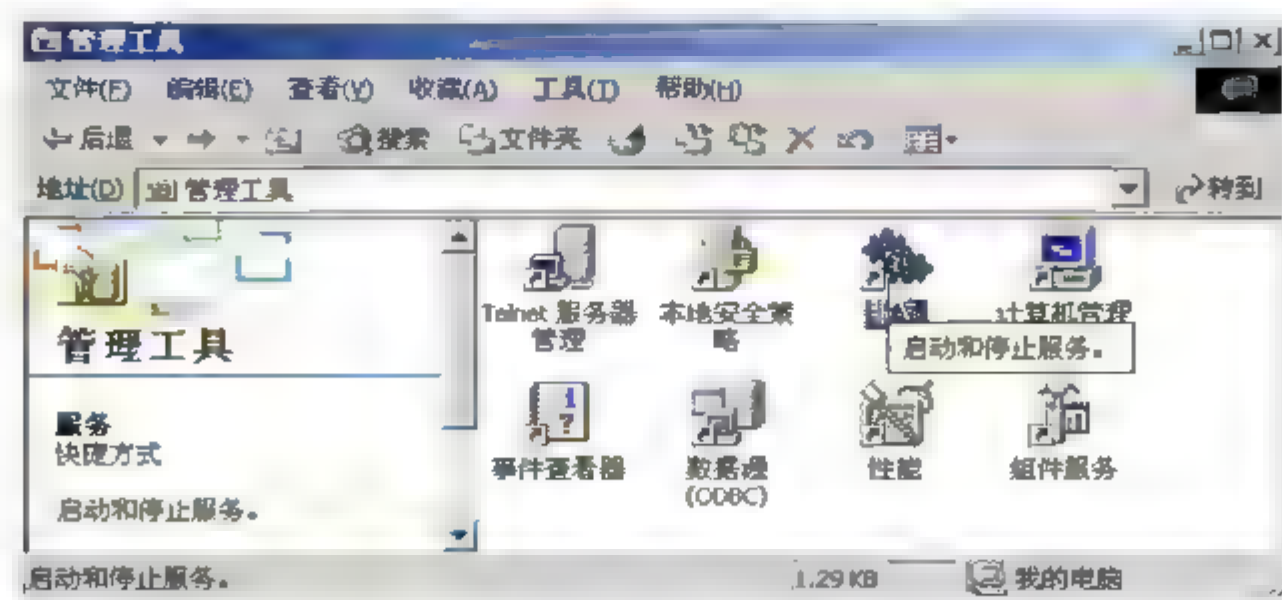 管理工具
文件(F) 编辑(E) 查看(V) 收藏(A) 工具(T) 帮助(H)
后退 搜索 文件夹
地址(D) 管理工具 转到
管理工具
服务
快捷方式
启动和停止服务。
Telnet 服务器
管理
本地安全策
略
计算机管理
启动和停止服务。
事件查看器
数据源
(ODBC)
性能
组件服务
启动和停止服务。 1.29 KB 我的电脑